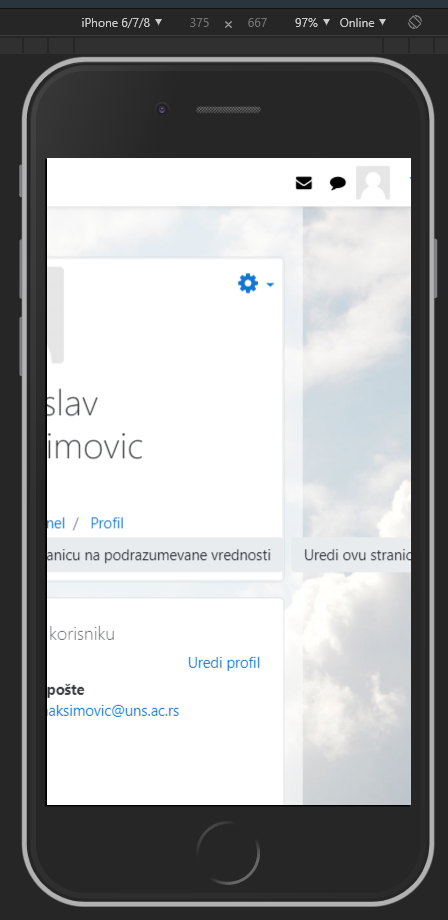 iPhone 6/7/8 ▼ 375 × 667 97% ▼ Online ▼
slav
imovic
nel / Profil
anicu na podrazumevane vrednosti
Uredi ovu stranic
korisniku
Uredi profil
pošte
aksimovic@uns.ac.rs